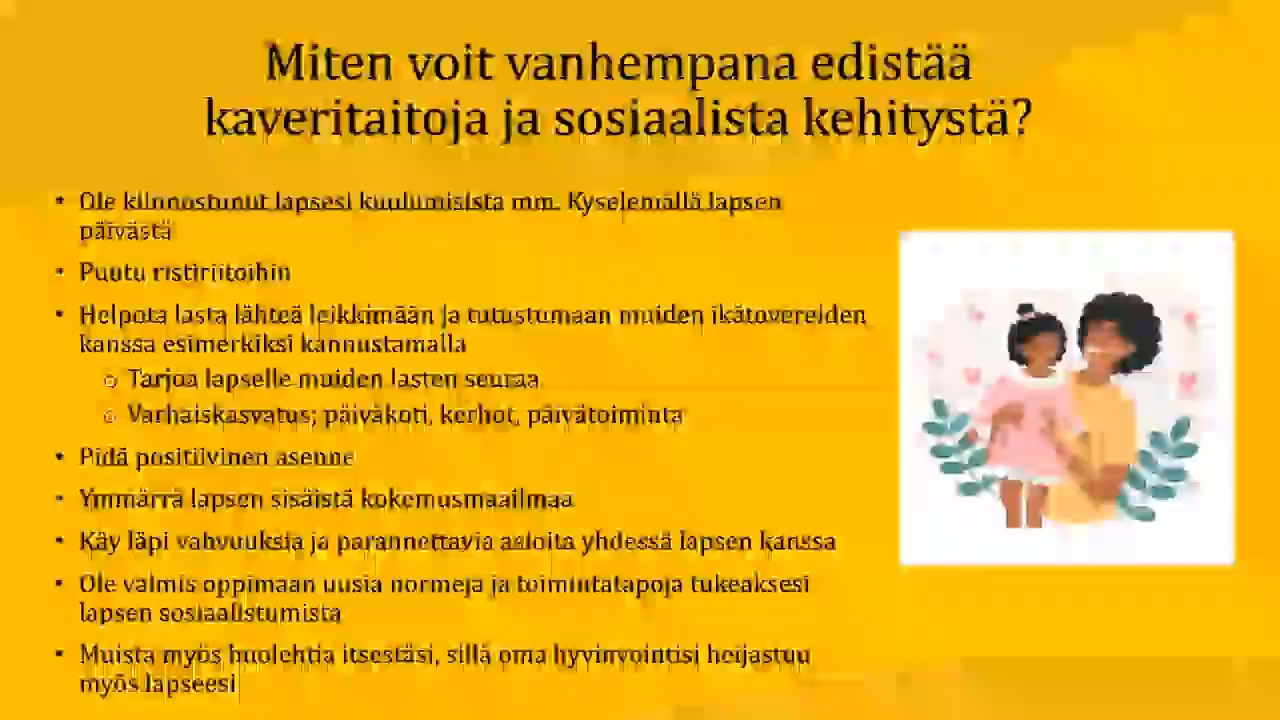 Miten voit vanhempana edistää
kaveritaitoja ja sosiaalista kehitystä?
• Ole kiinnostunut lapsesi kuulumisista mm. Kyselemällä lapsen
päivästä
• Puutu ristiriitoihin
• Helpota lasta lähteä leikkimään ja tutustumaan muiden ikätovereiden
kanssa esimerkiksi kannustamalla
○ Tarjoa lapselle muiden lasten seuraa
○ Varhaiskasvatus; päiväkoti, kerhot, päivätoiminta
• Pidä positiivinen asenne
• Ymmärrä lapsen sisäistä kokemusmaailmaa
• Käy läpi vahvuuksia ja parannettavia asioita yhdessä lapsen kanssa
• Ole valmis oppimaan uusia normeja ja toimintatapoja tukeaksesi
lapsen sosiaalistumista
• Muista myös huolehtia itsestäsi, sillä oma hyvinvointisi heijastuu
myös lapseesi